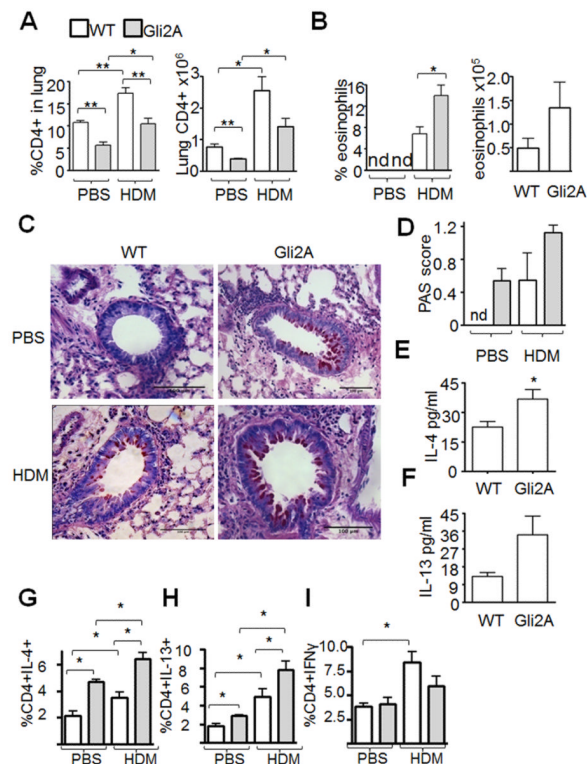 A
WT Gli2A
%CD4+ in lung
20
15
10
5
0
** * ** **
PBS HDM
Lung CD4+ x10⁶
3
2
1
0
* * **
PBS HDM
B
% eosinophils
16
12
8
4
0
nd nd
*
PBS HDM
eosinophils x10⁵
2
1
0
WT Gli2A
C
WT Gli2A
PBS
HDM
100 µm
D
PAS score
1.2
0.8
0.4
0
nd
PBS HDM
E
IL-4 pg/ml
45
30
15
0
*
WT Gli2A
F
IL-13 pg/ml
45
36
27
18
9
0
WT Gli2A
G
%CD4+IL-4+
6
4
2
* * * *
PBS HDM
H
%CD4+IL-13+
10
8
6
4
2
0
* * * *
PBS HDM
I
%CD4+IFNγ
10.0
7.5
5.0
2.5
*
PBS HDM